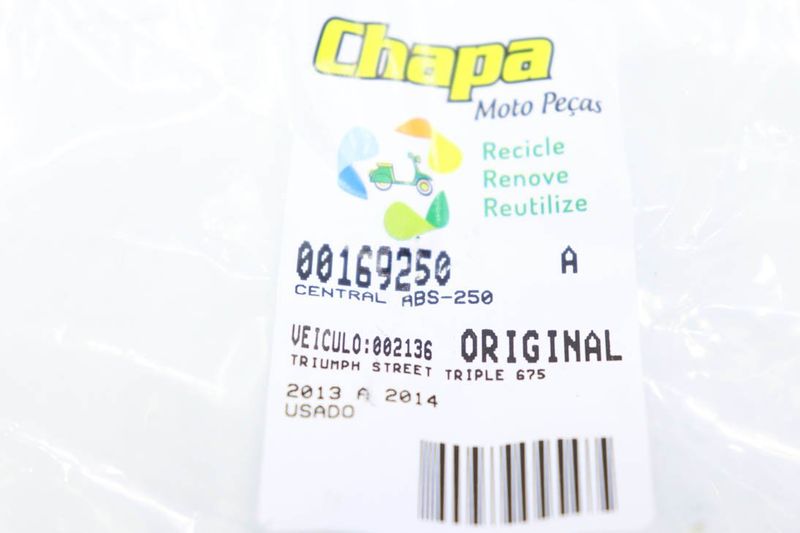 Chapa
Moto Peças
Recicle
Renove
Reutilize
00169250 A
CENTRAL ABS-250
VEICULO:002136 ORIGINAL
TRIUMPH STREET TRIPLE 675
2013 A 2014
USADO